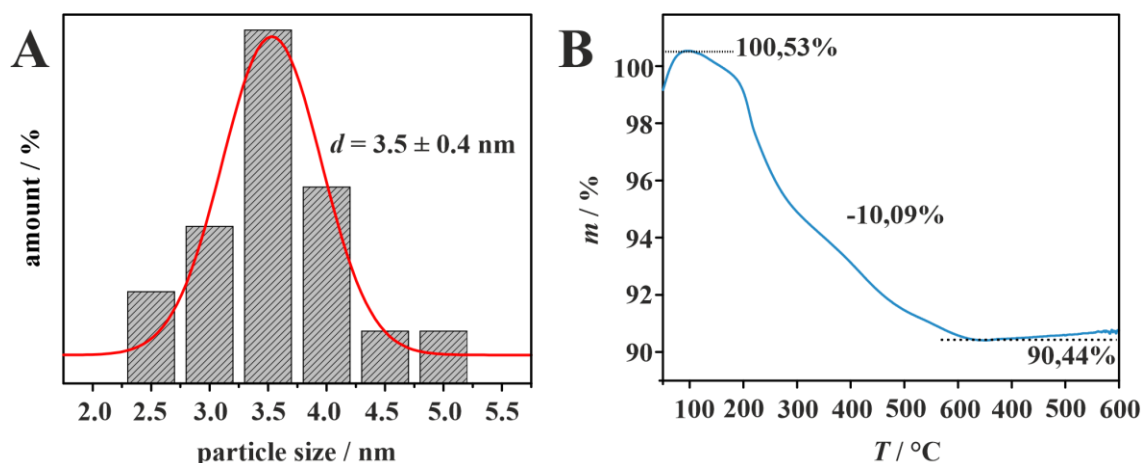 A
amount / %
d = 3.5 ± 0.4 nm
2.0 2.5 3.0 3.5 4.0 4.5 5.0 5.5
particle size / nm
B
m / %
100
98
96
94
92
90
100,53%
-10,09%
90,44%
100 200 300 400 500 600 600 600 600
T / °C